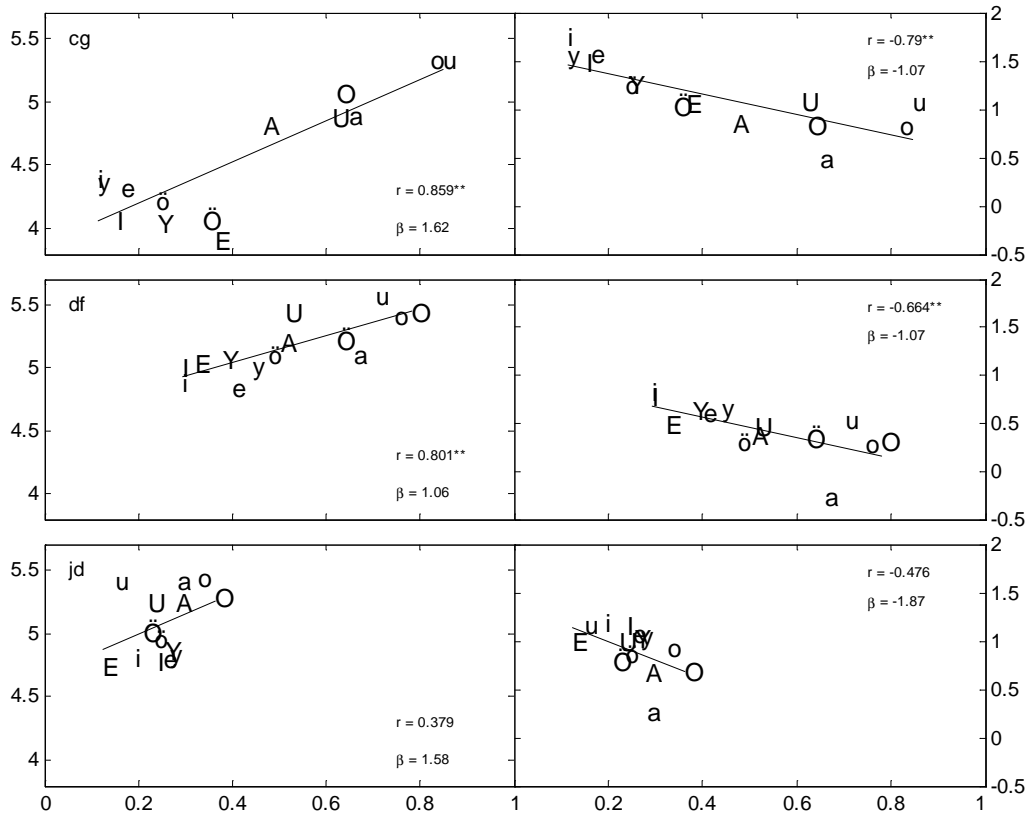 5.5
5
4.5
4
cg
i
y
e
I
ö
Y
Ö
E
A
U
a
O
o
u
r = 0.859**
β = 1.62
i
y
I
e
ö
Y
Ö
E
A
U
O
a
o
u
r = -0.79**
β = -1.07
2
1.5
1
0.5
0
-0.5
5.5
5
4.5
4
df
I
i
E
Y
e
y
ö
A
U
Ö
a
u
o
O
r = 0.801**
β = 1.06
I
i
E
Y
e
y
ö
A
U
Ö
a
u
o
O
r = -0.664**
β = -1.07
2
1.5
1
0.5
0
-0.5
5.5
5
4.5
4
jd
E
u
i
U
Ö
ö
I
e
Y
y
a
A
o
O
r = 0.379
β = 1.58
0
0.2
0.4
0.6
0.8
1
E
u
i
I
U
Ö
ö
e
Y
y
A
a
o
O
r = -0.476
β = -1.87
2
1.5
1
0.5
0
-0.5
0.2
0.4
0.6
0.8
1